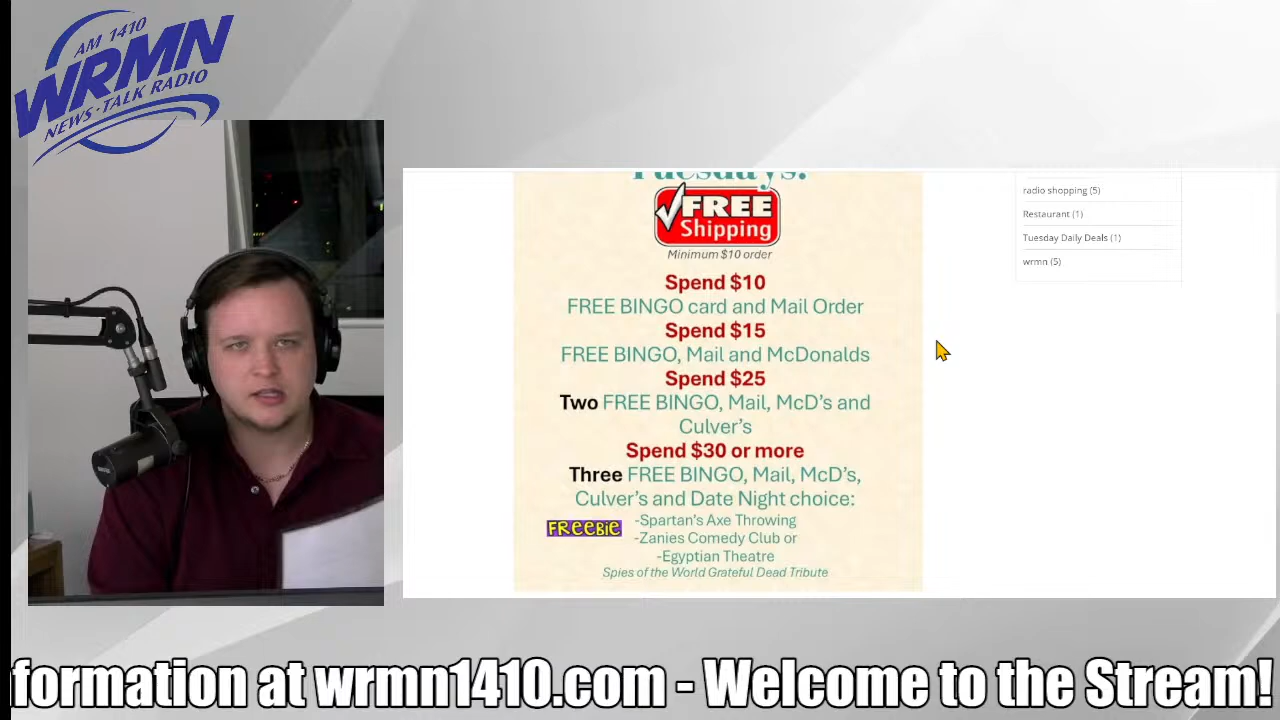 AM 1410
WRMN
NEWS·TALK RADIO
Tuesdays!
FREE
Shipping
Minimum $10 order
Spend $10
FREE BINGO card and Mail Order
Spend $15
FREE BINGO, Mail and McDonalds
Spend $25
Two FREE BINGO, Mail, McD's and
Culver's
Spend $30 or more
Three FREE BINGO, Mail, McD's,
Culver's and Date Night choice:
FREEBIE
-Spartan's Axe Throwing
-Zanies Comedy Club or
-Egyptian Theatre
Spies of the World Grateful Dead Tribute
radio shopping (5)
Restaurant (1)
Tuesday Daily Deals (1)
wrmn (5)
formation at wrmn1410.com - Welcome to the Stream!